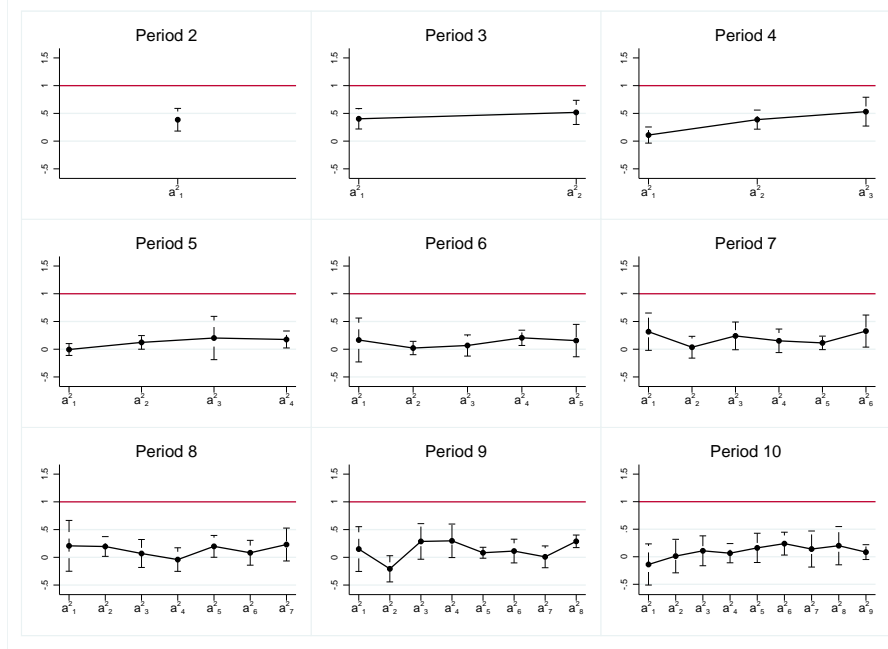 Period 2
1.5
1
.5
0
-.5
a²₁
Period 3
1.5
1
.5
0
-.5
a²₁ a²₂
Period 4
1.5
1
.5
0
-.5
a²₁ a²₂ a²₃
Period 5
1.5
1
.5
0
-.5
a²₁ a²₂ a²₃ a²₄
Period 6
1.5
1
.5
0
-.5
a²₁ a²₂ a²₃ a²₄ a²₅
Period 7
1.5
1
.5
0
-.5
a²₁ a²₂ a²₃ a²₄ a²₅ a²₆
Period 8
1.5
1
.5
0
-.5
a²₁ a²₂ a²₃ a²₄ a²₅ a²₆ a²₇
Period 9
1.5
1
.5
0
-.5
a²₁ a²₂ a²₃ a²₄ a²₅ a²₆ a²₇ a²₈
Period 10
1.5
1
.5
0
-.5
a²₁ a²₂ a²₃ a²₄ a²₅ a²₆ a²₇ a²₈ a²₉